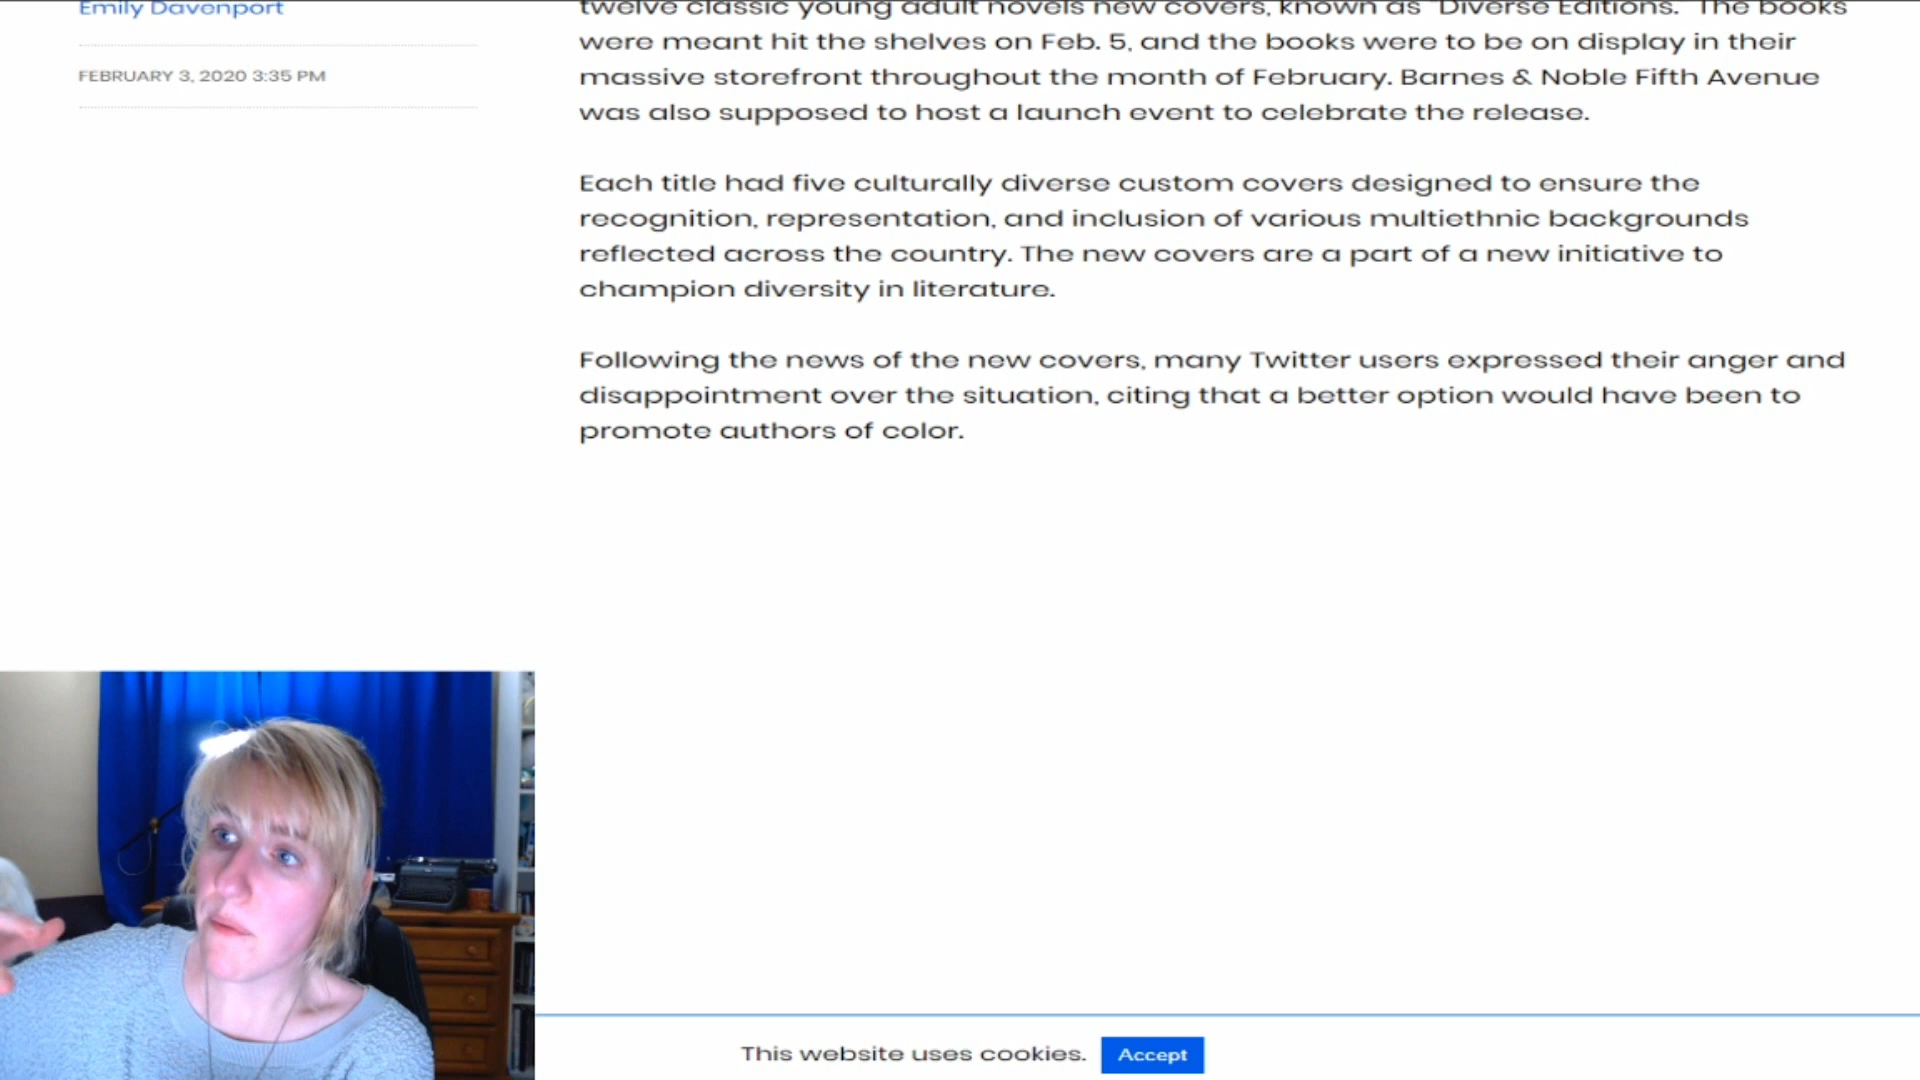 Emily Davenport
FEBRUARY 3, 2020 3:35 PM
twelve classic young adult novels new covers, known as "Diverse Editions." The books
were meant hit the shelves on Feb. 5, and the books were to be on display in their
massive storefront throughout the month of February. Barnes & Noble Fifth Avenue
was also supposed to host a launch event to celebrate the release.
Each title had five culturally diverse custom covers designed to ensure the
recognition, representation, and inclusion of various multiethnic backgrounds
reflected across the country. The new covers are a part of a new initiative to
champion diversity in literature.
Following the news of the new covers, many Twitter users expressed their anger and
disappointment over the situation, citing that a better option would have been to
promote authors of color.
This website uses cookies.
Accept